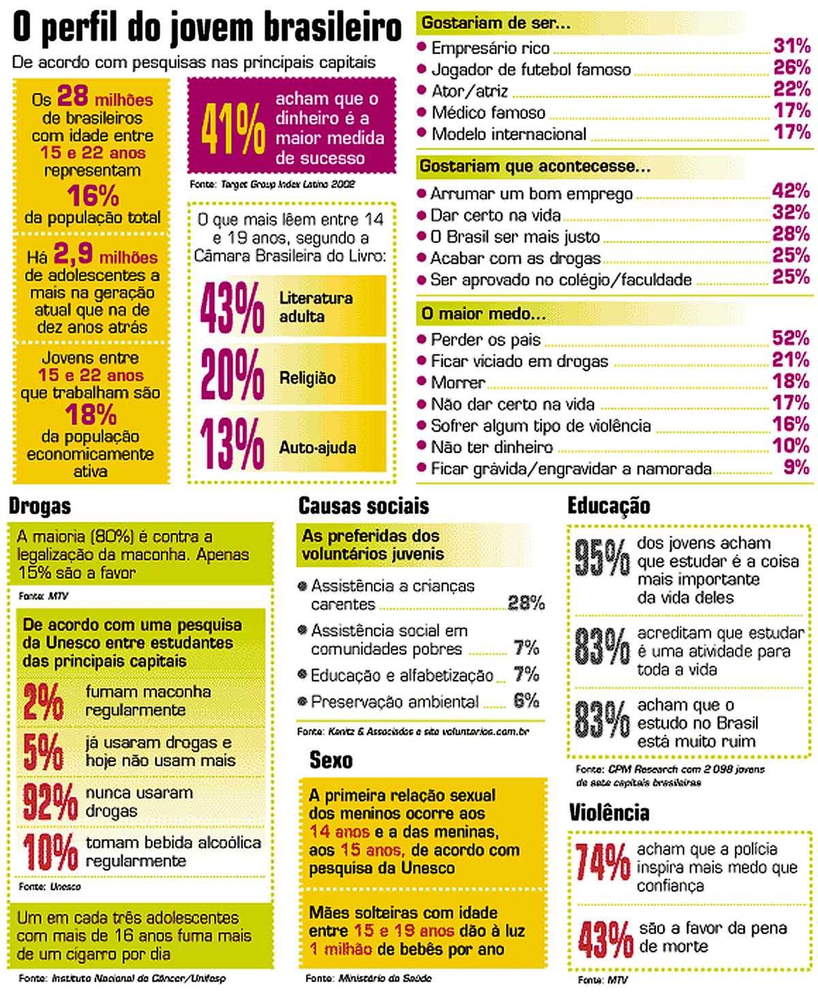 O perfil do jovem brasileiro
De acordo com pesquisas nas principais capitais
Os 28 milhões
de brasileiros
com idade entre
15 e 22 anos
representam
16%
da população total
Há 2,9 milhões
de adolescentes a
mais na geração
atual que na de
dez anos atrás
Jovens entre
15 e 22 anos
que trabalham são
18%
da população
economicamente
ativa
41%
acham que o
dinheiro é a
maior medida
de sucesso
Fonte: Target Group Index Latino 2002
O que mais lêem entre 14
e 19 anos, segundo a
Câmara Brasileira do Livro:
43% Literatura
adulta
20% Religião
13% Auto-ajuda
Gostariam de ser...
Empresário rico 31%
Jogador de futebol famoso 26%
Ator/atriz 22%
Médico famoso 17%
Modelo internacional 17%
Gostariam que acontecesse...
Arrumar um bom emprego 42%
Dar certo na vida 32%
O Brasil ser mais justo 28%
Acabar com as drogas 25%
Ser aprovado no colégio/faculdade 25%
O maior medo...
Perder os pais 52%
Ficar viciado em drogas 21%
Morrer 18%
Não dar certo na vida 17%
Sofrer algum tipo de violência 16%
Não ter dinheiro 10%
Ficar grávida/engravidar a namorada 9%
Drogas
A maioria (80%) é contra a
legalização da maconha. Apenas
15% são a favor
Fonte: MTV
De acordo com uma pesquisa
da Unesco entre estudantes
das principais capitais
2% fumam maconha
regularmente
5% já usaram drogas e
hoje não usam mais
92% nunca usaram
drogas
10% tomam bebida alcoólica
regularmente
Fonte: Unesco
Um em cada três adolescentes
com mais de 16 anos fuma mais
de um cigarro por dia
Fonte: Instituto Nacional do Câncer/Unifesp
Causas sociais
As preferidas dos
voluntários juvenis
Assistência a crianças
carentes 28%
Assistência social em
comunidades pobres 7%
Educação e alfabetização 7%
Preservação ambiental 6%
Fonte: Kanitz & Associados e site voluntarios.com.br
Sexo
A primeira relação sexual
dos meninos ocorre aos
14 anos e a das meninas,
aos 15 anos, de acordo com
pesquisa da Unesco
Mães solteiras com idade
entre 15 e 19 anos dão à luz
1 milhão de bebês por ano
Fonte: Ministério da Saúde
Educação
95% dos jovens acham
que estudar é a coisa
mais importante
da vida deles
83% acreditam que estudar
é uma atividade para
toda a vida
83% acham que o
estudo no Brasil
está muito ruim
Fonte: CPM Research com 2 098 jovens
de sete capitais brasileiras
Violência
74% acham que a polícia
inspira mais medo que
confiança
43% são a favor da pena
de morte
Fonte: MTV